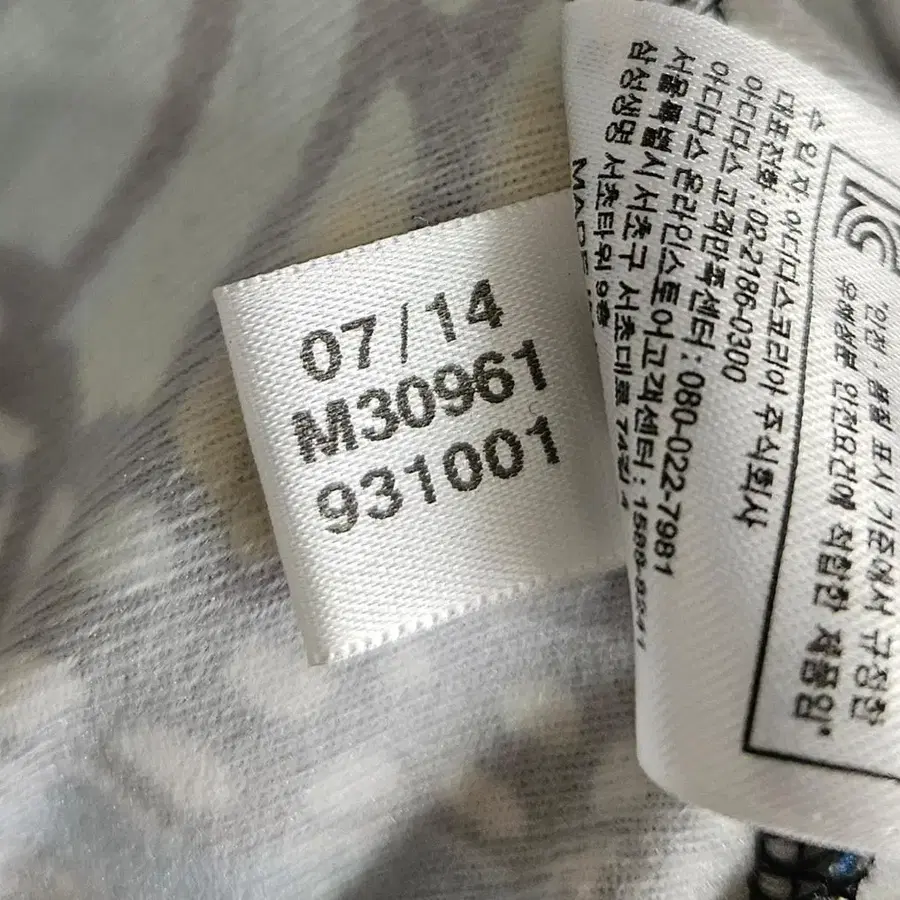 07/14
M30961
931001
KC
안전·품질 표시기준에서 규정한
유해성분 안전요건에 적합한 제품임"
수입자: 아디다스코리아 주식회사
대표전화: 02-2186-0300
아디다스 고객만족센터: 080-022-7981
아디다스 온라인스토어고객센터: 1588-8241
서울특별시 서초구 서초대로 74길 4
삼성생명 서초타워 9층
MADE